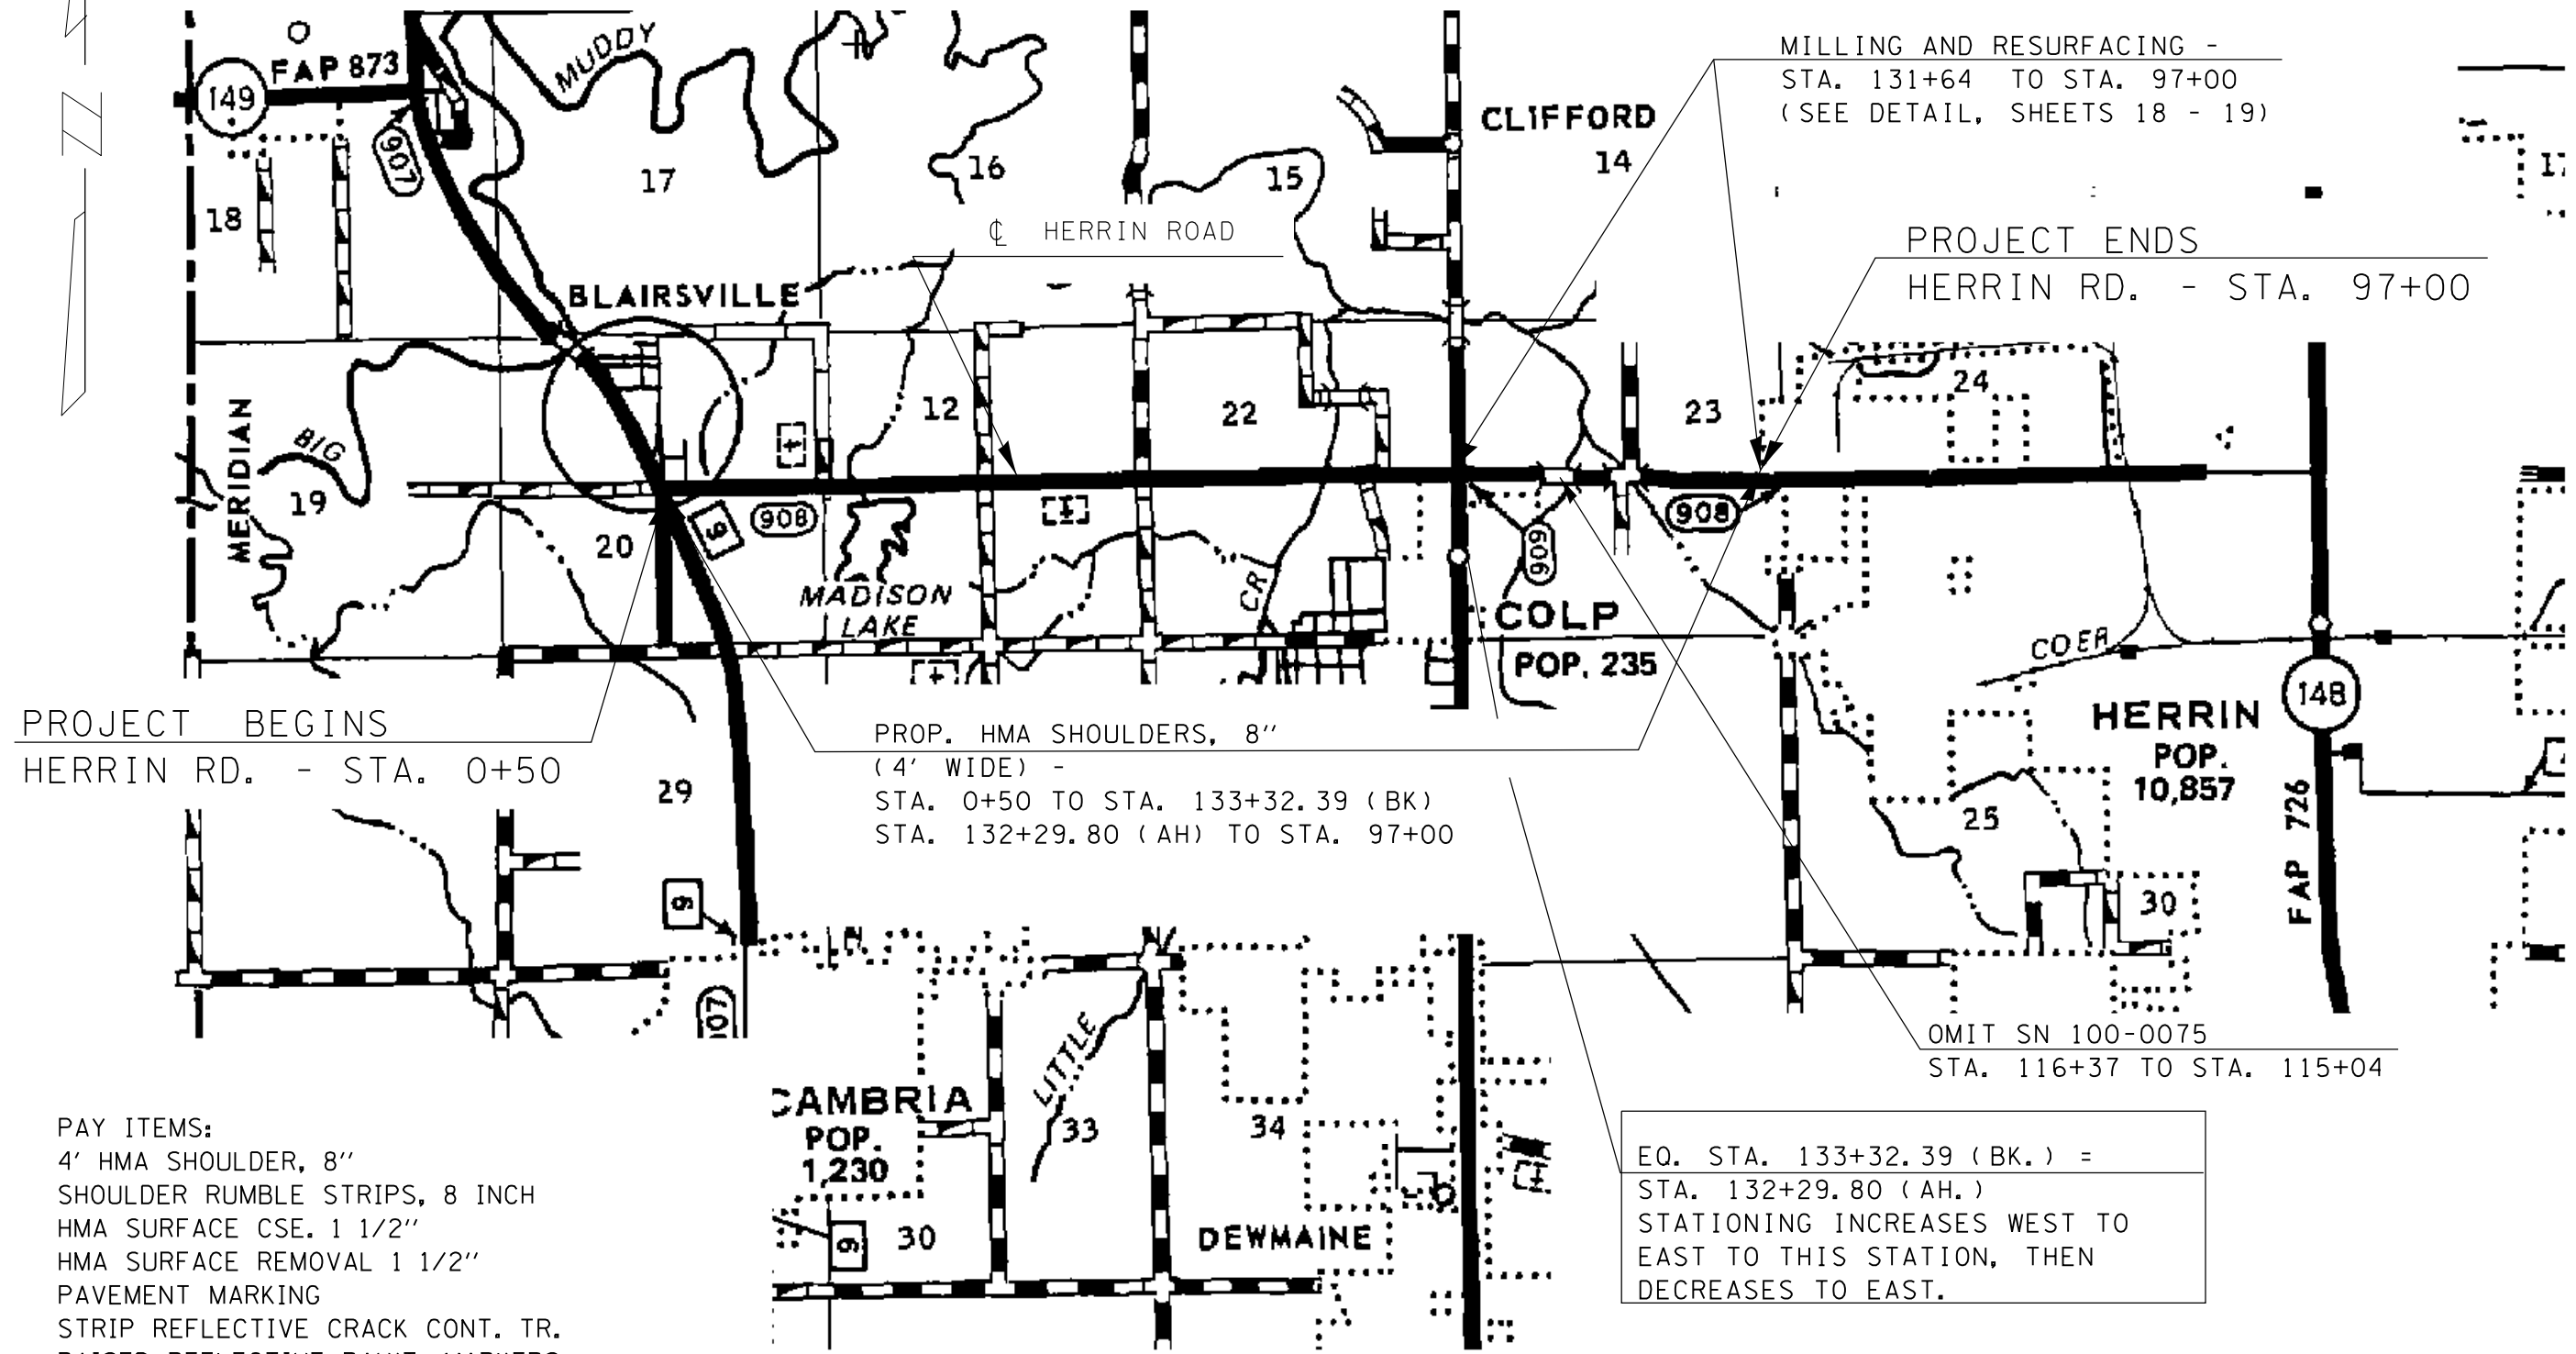 N
149
FAP 873
MUDDY
907
MILLING AND RESURFACING -
STA. 131+64 TO STA. 97+00
(SEE DETAIL, SHEETS 18 - 19)
CLIFFORD
14
15
16
17
18
℄ HERRIN ROAD
PROJECT ENDS
HERRIN RD. - STA. 97+00
BLAIRSVILLE
MERIDIAN
BIG
19
12
22
23
24
20
9
908
908
909
MADISON
LAKE
CR
COLP
POP. 235
CO ER
HERRIN
POP.
10,857
148
FAP 726
PROJECT BEGINS
HERRIN RD. - STA. 0+50
PROP. HMA SHOULDERS, 8"
(4' WIDE) -
STA. 0+50 TO STA. 133+32.39 (BK)
STA. 132+29.80 (AH) TO STA. 97+00
29
25
30
9
OMIT SN 100-0075
STA. 116+37 TO STA. 115+04
LITTLE
CAMBRIA
POP.
1,230
33
34
30
9
DEWMAINE
EQ. STA. 133+32.39 (BK.) =
STA. 132+29.80 (AH.)
STATIONING INCREASES WEST TO
EAST TO THIS STATION, THEN
DECREASES TO EAST.
PAY ITEMS:
4' HMA SHOULDER, 8"
SHOULDER RUMBLE STRIPS, 8 INCH
HMA SURFACE CSE. 1 1/2"
HMA SURFACE REMOVAL 1 1/2"
PAVEMENT MARKING
STRIP REFLECTIVE CRACK CONT. TR.